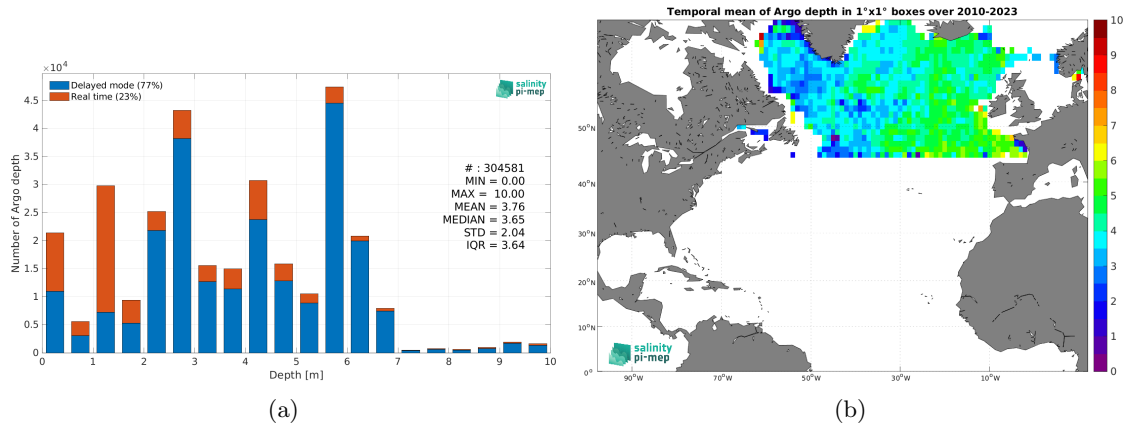 ×10⁴
4.5
4
3.5
3
2.5
2
1.5
1
0.5
0
Number of Argo depth
Delayed mode (77%)
Real time (23%)
salinity
pi-mep
# : 304581
MIN = 0.00
MAX = 10.00
MEAN = 3.76
MEDIAN = 3.65
STD = 2.04
IQR = 3.64
0 1 2 3 4 5 6 7 8 9 10
Depth [m]
(a)
Temporal mean of Argo depth in 1°x1° boxes over 2010-2023
50°N
40°N
30°N
20°N
10°N
0°
90°W 70°W 50°W 30°W 10°W
salinity
pi-mep
10
9
8
7
6
5
4
3
2
1
0
(b)